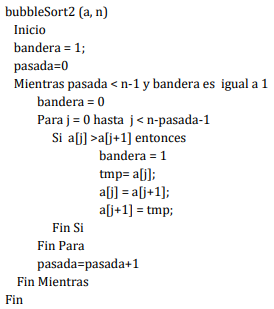 bubbleSort2 (a, n)
Inicio
bandera = 1;
pasada=0
Mientras pasada < n-1 y bandera es igual a 1
bandera = 0
Para j = 0 hasta j < n-pasada-1
Si a[j] >a[j+1] entonces
bandera = 1
tmp= a[j];
a[j] = a[j+1];
a[j+1] = tmp;
Fin Si
Fin Para
pasada=pasada+1
Fin Mientras
Fin